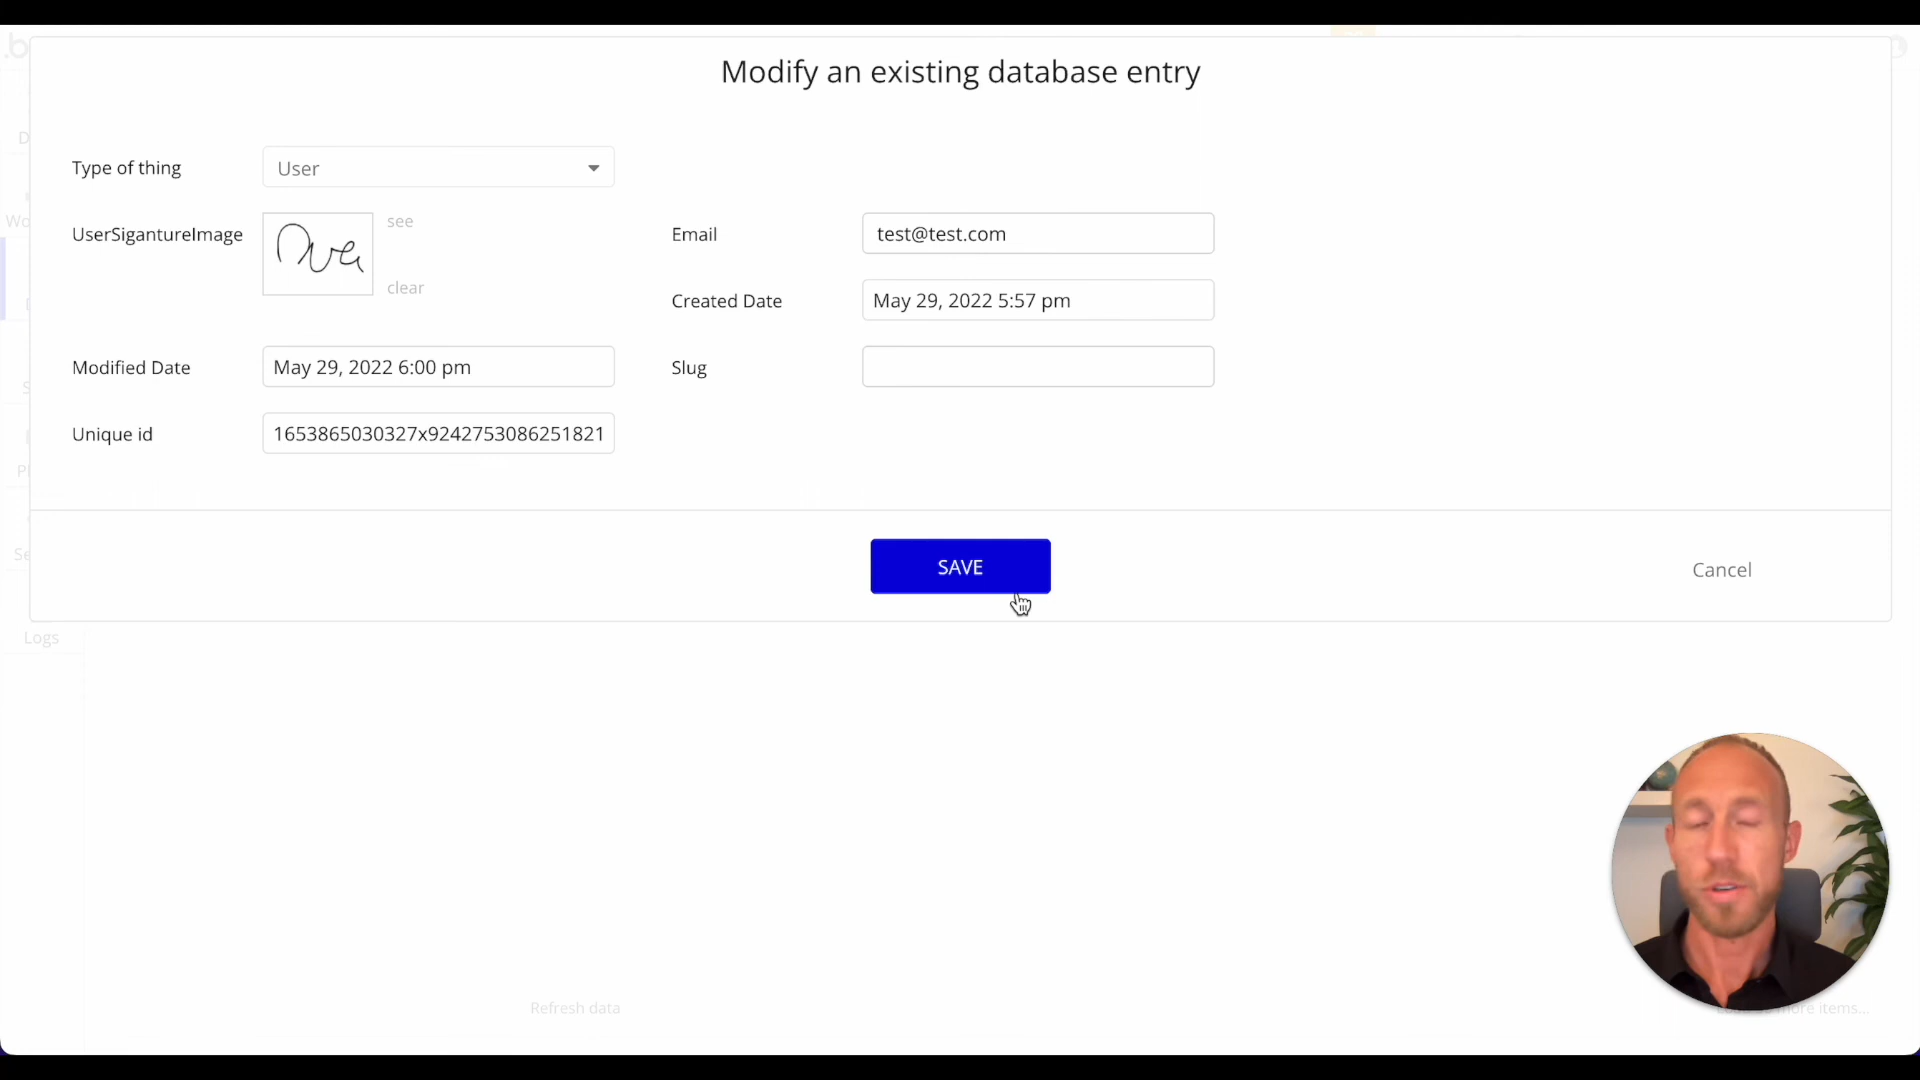 .b
Modify an existing database entry
Type of thing
User
UserSigantureImage
see
clear
Email
test@test.com
Created Date
May 29, 2022 5:57 pm
Modified Date
May 29, 2022 6:00 pm
Slug
Unique id
1653865030327x9242753086251821
SAVE
Cancel
Logs
Refresh data
more items...